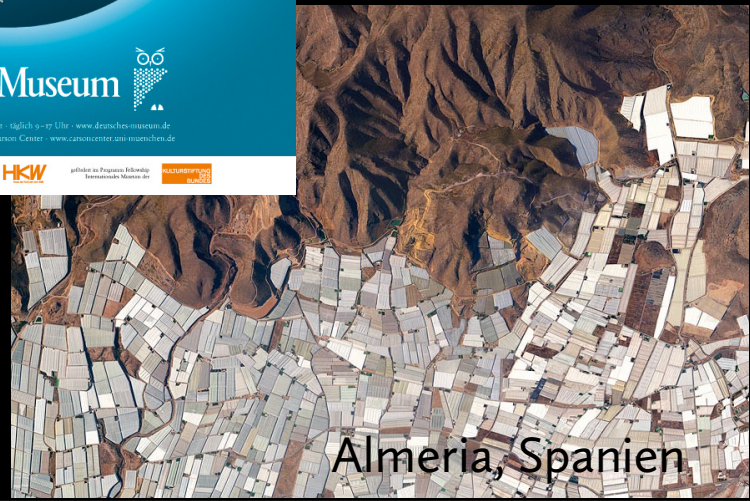 Museum
täglich 9–17 Uhr · www.deutsches-museum.de
arson Center · www.carsoncenter.uni-muenchen.de
HKW
gefördert im Programm Fellowship
Internationales Museum der
KULTURSTIFTUNG
DES
BUNDES
Almeria, Spanien